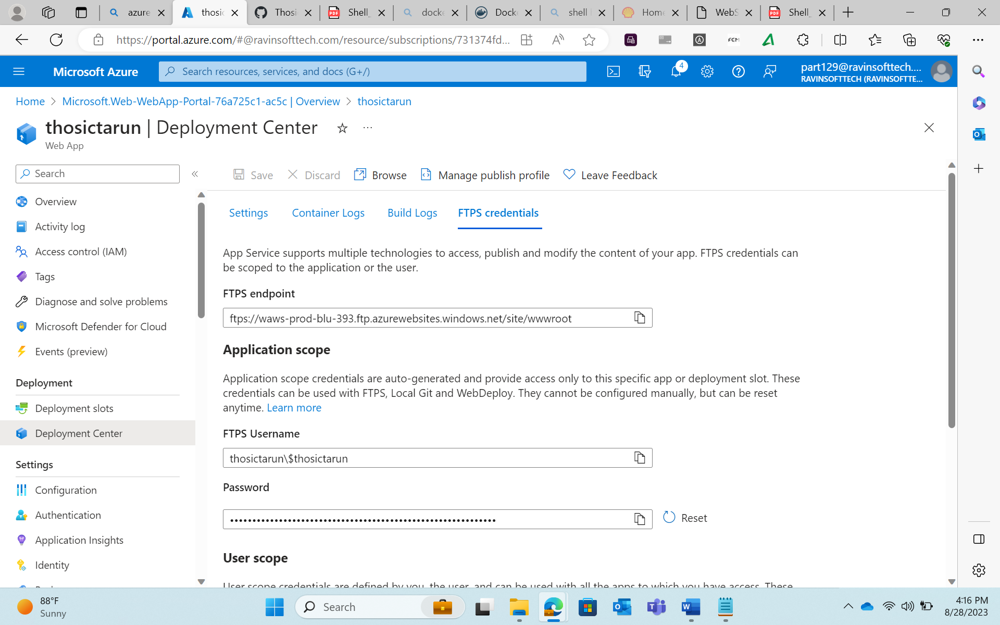 azure
thosic
Thosi
Shell_
docke
Docke
shell
Home
WebS
Shell_
https://portal.azure.com/#@ravinsofttech.com/resource/subscriptions/731374fd...
FCM
Microsoft Azure
Search resources, services, and docs (G+/)
4
part129@ravinsofttech....
RAVINSOFTTECH (RAVINSOFTTE...
Home > Microsoft.Web-WebApp-Portal-76a725c1-ac5c | Overview > thosictarun
thosictarun | Deployment Center
Web App
Search
Save
Discard
Browse
Manage publish profile
Leave Feedback
Overview
Activity log
Access control (IAM)
Tags
Diagnose and solve problems
Microsoft Defender for Cloud
Events (preview)
Deployment
Deployment slots
Deployment Center
Settings
Configuration
Authentication
Application Insights
Identity
Settings
Container Logs
Build Logs
FTPS credentials
App Service supports multiple technologies to access, publish and modify the content of your app. FTPS credentials can
be scoped to the application or the user.
FTPS endpoint
ftps://waws-prod-blu-393.ftp.azurewebsites.windows.net/site/wwwroot
Application scope
Application scope credentials are auto-generated and provide access only to this specific app or deployment slot. These
credentials can be used with FTPS, Local Git and WebDeploy. They cannot be configured manually, but can be reset
anytime. Learn more
FTPS Username
thosictarun\$thosictarun
Password
Reset
User scope
User scope credentials are defined by you, the user, and can be used with all the apps to which you have access. These
88°F
Sunny
Search
4:16 PM
8/28/2023